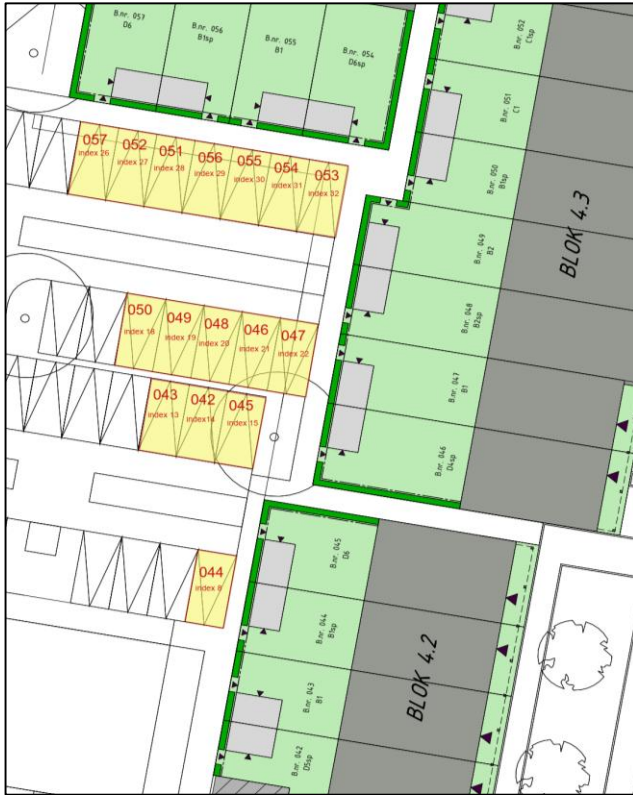 B.nr. 057
D6
B.nr. 056
B1sp
B.nr. 055
B1
B.nr. 054
D6sp
B.nr. 052
C1sp
B.nr. 051
C1
B.nr. 050
B1sp
B.nr. 049
B2
B.nr. 048
B2sp
B.nr. 047
B1
B.nr. 046
D4sp
BLOK 4.3
057
index 26
052
index 27
051
index 28
056
index 29
055
index 30
054
index 31
053
index 32
050
index 18
049
index 19
048
index 20
046
index 21
047
index 22
043
index 13
042
index14
045
index 15
044
index 8
B.nr. 045
D6
B.nr. 044
B1sp
B.nr. 043
B1
B.nr. 042
D5sp
BLOK 4.2